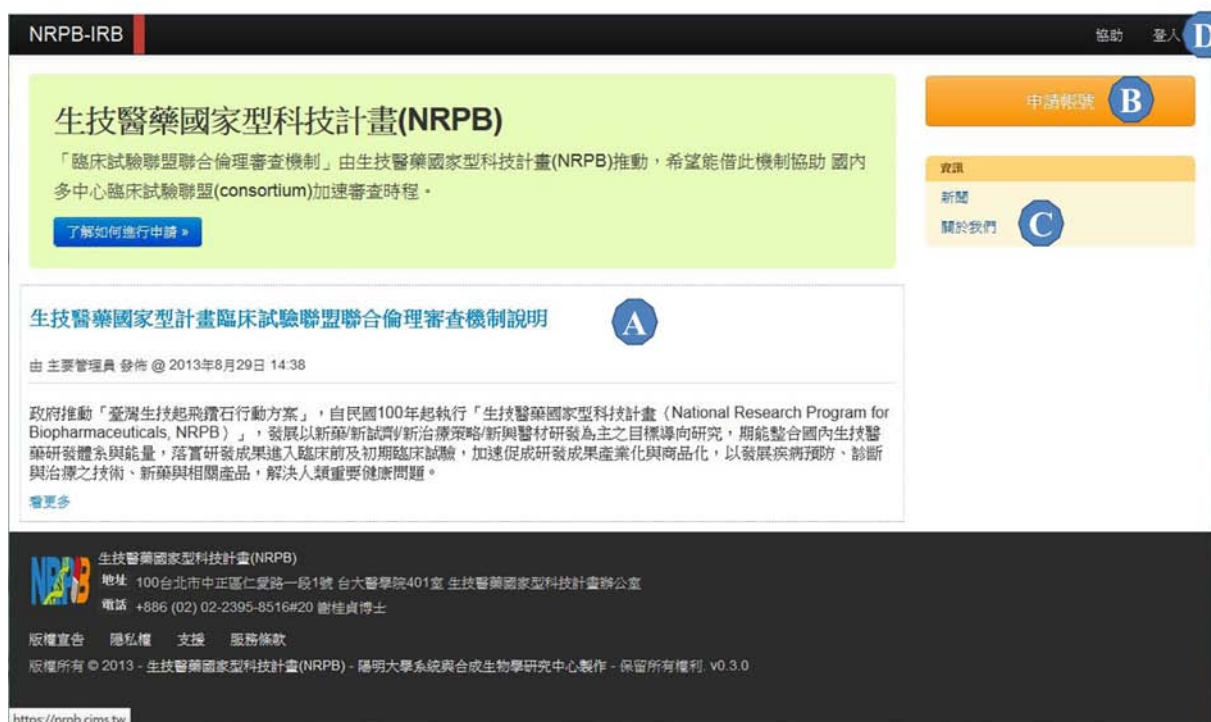 NRPB-IRB
協助 登入 D
生技醫藥國家型科技計畫(NRPB)
「臨床試驗聯盟聯合倫理審查機制」由生技醫藥國家型科技計畫(NRPB)推動，希望能借此機制協助 國內
多中心臨床試驗聯盟(consortium)加速審查時程。
了解如何進行申請 »
申請帳號 B
資訊
新聞
關於我們 C
生技醫藥國家型計畫臨床試驗聯盟聯合倫理審查機制說明 A
由 主要管理員 發佈 @ 2013年8月29日 14:38
政府推動「臺灣生技起飛鑽石行動方案」，自民國100年起執行「生技醫藥國家型科技計畫（National Research Program for
Biopharmaceuticals, NRPB）」，發展以新藥/新試劑/新治療策略/新興醫材研發為主之目標導向研究，期能整合國內生技醫
藥研發體系與能量，落實研發成果進入臨床前及初期臨床試驗，加速促成研發成果產業化與商品化，以發展疾病預防、診斷
與治療之技術、新藥與相關產品，解決人類重要健康問題。
看更多
NRPB
生技醫藥國家型科技計畫(NRPB)
地址 100台北市中正區仁愛路一段1號 台大醫學院401室 生技醫藥國家型科技計畫辦公室
電話 +886 (02) 02-2395-8516#20 謝桂貞博士
版權宣告 隱私權 支援 服務條款
版權所有 © 2013 - 生技醫藥國家型科技計畫(NRPB) - 陽明大學系統與合成生物學研究中心製作 - 保留所有權利. v0.3.0
https://nrpb.cims.tw